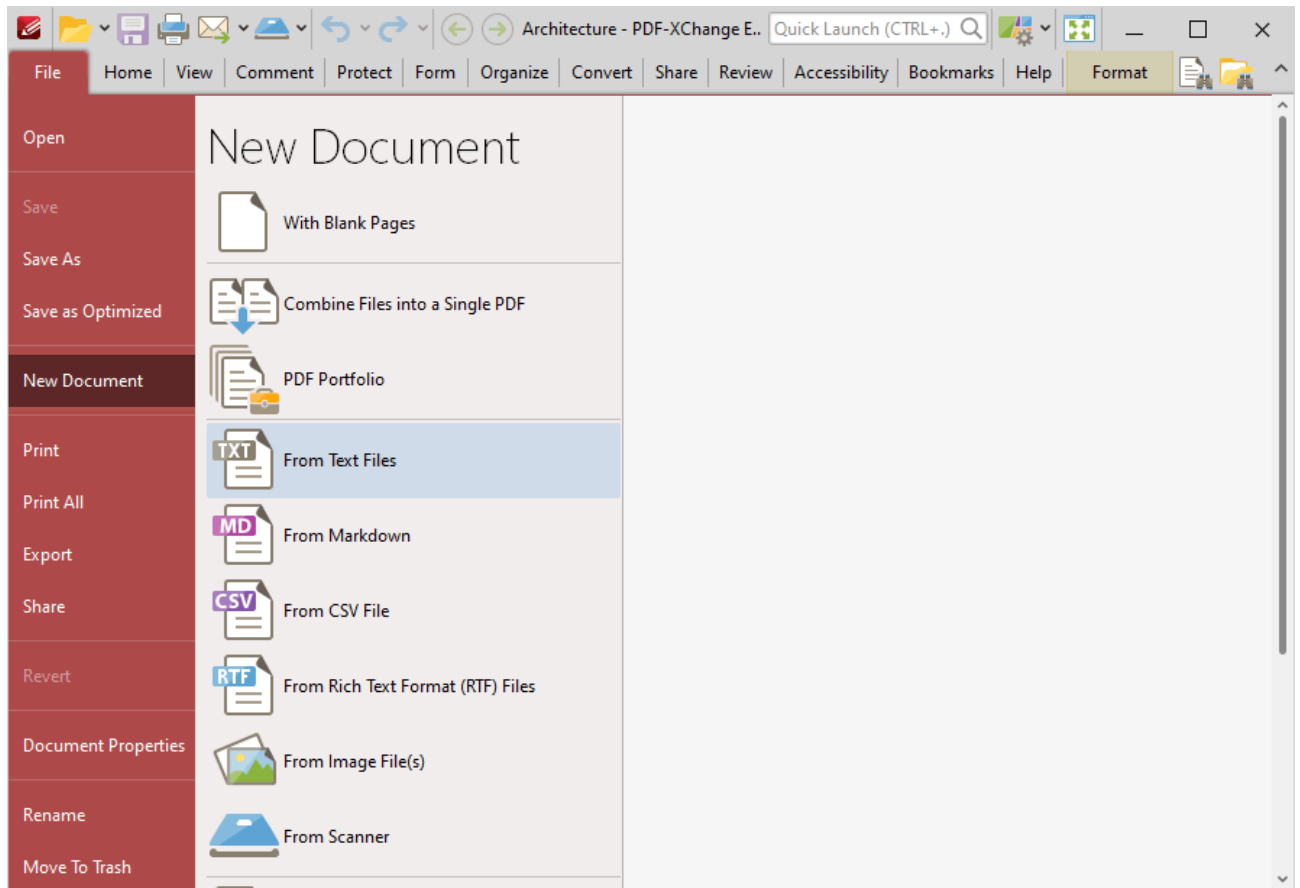 Architecture - PDF-XChange E..
Quick Launch (CTRL+.)
File Home View Comment Protect Form Organize Convert Share Review Accessibility Bookmarks Help Format
Open
Save
Save As
Save as Optimized
New Document
Print
Print All
Export
Share
Revert
Document Properties
Rename
Move To Trash
New Document
With Blank Pages
Combine Files into a Single PDF
PDF Portfolio
TXT From Text Files
MD From Markdown
CSV From CSV File
RTF From Rich Text Format (RTF) Files
From Image File(s)
From Scanner